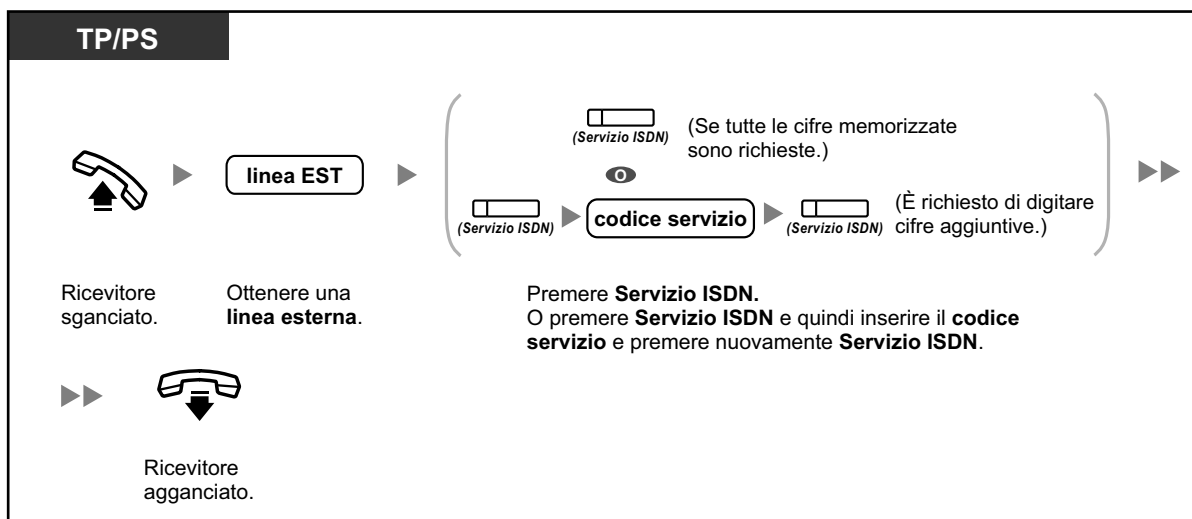 TP/PS
(Servizio ISDN)
(Se tutte le cifre memorizzate
sono richieste.)
O
linea EST
(Servizio ISDN)
codice servizio
(Servizio ISDN)
(È richiesto di digitare
cifre aggiuntive.)
Ricevitore
sganciato.
Ottenere una
linea esterna.
Premere Servizio ISDN.
O premere Servizio ISDN e quindi inserire il codice
servizio e premere nuovamente Servizio ISDN.
Ricevitore
agganciato.